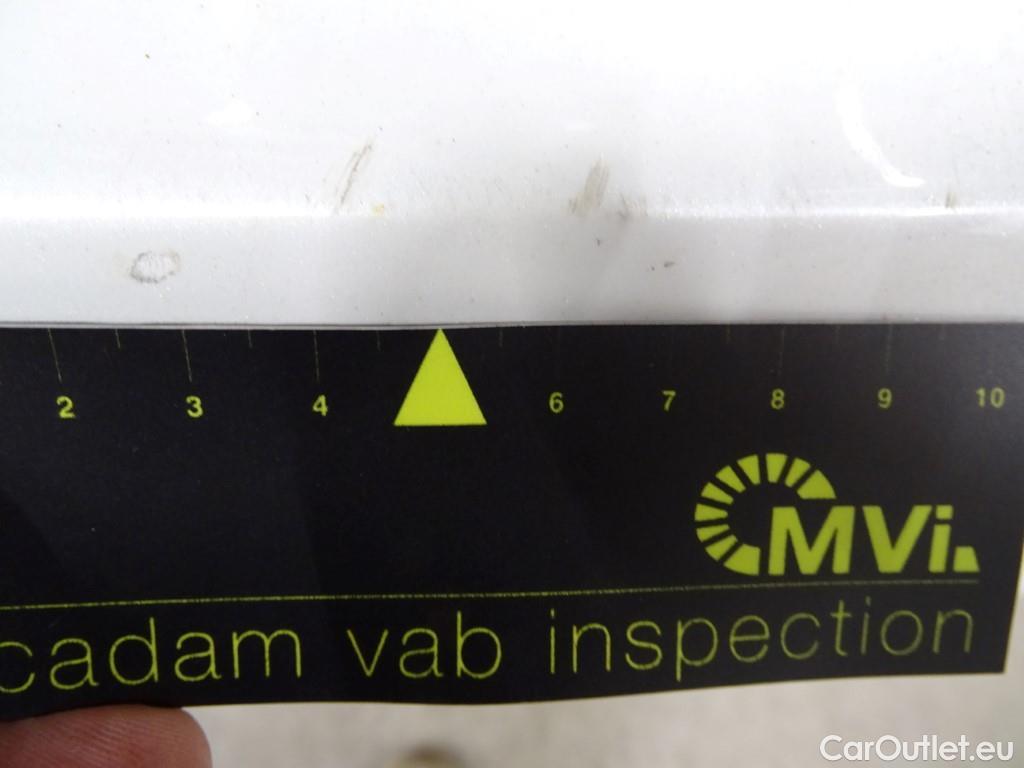 2 3 4 6 7 8 9 10
MVi.
cadam vab inspection
CarOutlet.eu